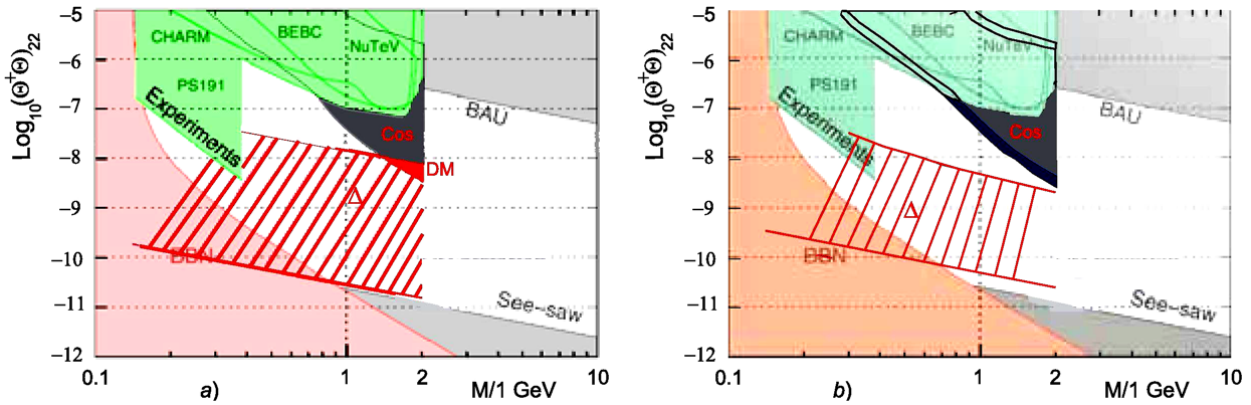 Log₁₀(Θ⁺Θ)₂₂
−5
−6
−7
−8
−9
−10
−11
−12
CHARM
BEBC
NuTeV
PS191
Experiments
BAU
Cos
DM
Δ
BBN
See−saw
0.1
1
2
10
a)
M/1 GeV
Log₁₀(Θ⁺Θ)₂₂
−5
−6
−7
−8
−9
−10
−11
−12
CHARM
BEBC
NuTeV
PS191
Experiments
BAU
Cos
Δ
BBN
See−saw
0.1
1
2
10
b)
M/1 GeV